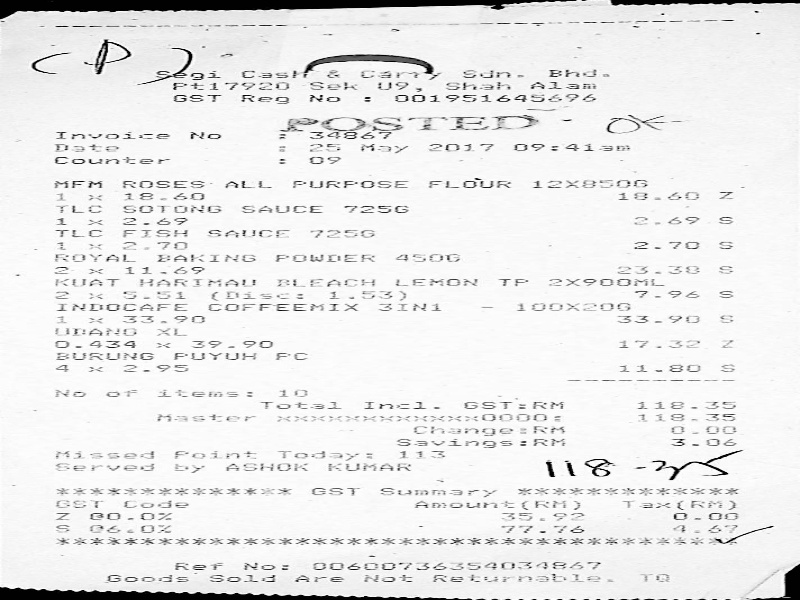 (P)
Segi Cash & Carry Sdn. Bhd.
Pt17920 Sek U9, Shah Alam
GST Reg No : 001951645696
POSTED
Invoice No : 34867
Date : 25 May 2017 09:41am
Counter : 09
MFM ROSES ALL PURPOSE FLOUR 12X850G
1 x 18.60 18.60 Z
TLC SOTONG SAUCE 725G
1 x 2.69 2.69 S
TLC FISH SAUCE 725G
1 x 2.70 2.70 S
ROYAL BAKING POWDER 450G
2 x 11.69 23.38 S
KUAT HARIMAU BLEACH LEMON TP 2X900ML
2 x 5.51 (Disc: 1.53) 7.96 S
INDOCAFE COFFEEMIX 3IN1 - 100X20G
1 x 33.90 33.90 S
UDANG XL
0.434 x 39.90 17.32 Z
BURUNG PUYUH PC
4 x 2.95 11.80 S
No of items: 10
Total Incl. GST:RM 118.35
Master xxxxxxxxxxxx0000: 118.35
Change:RM 0.00
Savings:RM 3.06
Missed Point Today: 113
Served by ASHOK KUMAR
118-35
************** GST Summary *************
GST Code Amount(RM) Tax(RM)
Z @0.0% 35.92 0.00
S @6.0% 77.76 4.67
Ref No: 00600736354034867
Goods Sold Are Not Returnable. TQ